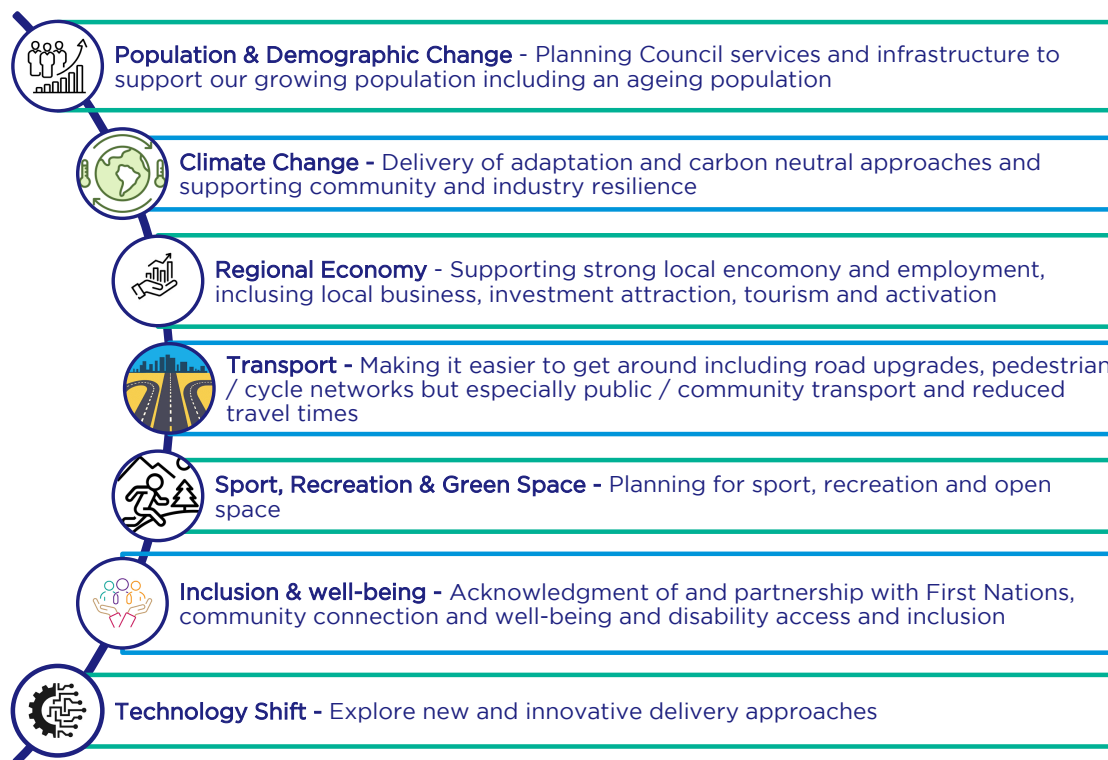 Population & Demographic Change - Planning Council services and infrastructure to
support our growing population including an ageing population
Climate Change - Delivery of adaptation and carbon neutral approaches and
supporting community and industry resilience
Regional Economy - Supporting strong local encomony and employment,
inclusing local business, investment attraction, tourism and activation
Transport - Making it easier to get around including road upgrades, pedestrian
/ cycle networks but especially public / community transport and reduced
travel times
Sport, Recreation & Green Space - Planning for sport, recreation and open
space
Inclusion & well-being - Acknowledgment of and partnership with First Nations,
community connection and well-being and disability access and inclusion
Technology Shift - Explore new and innovative delivery approaches